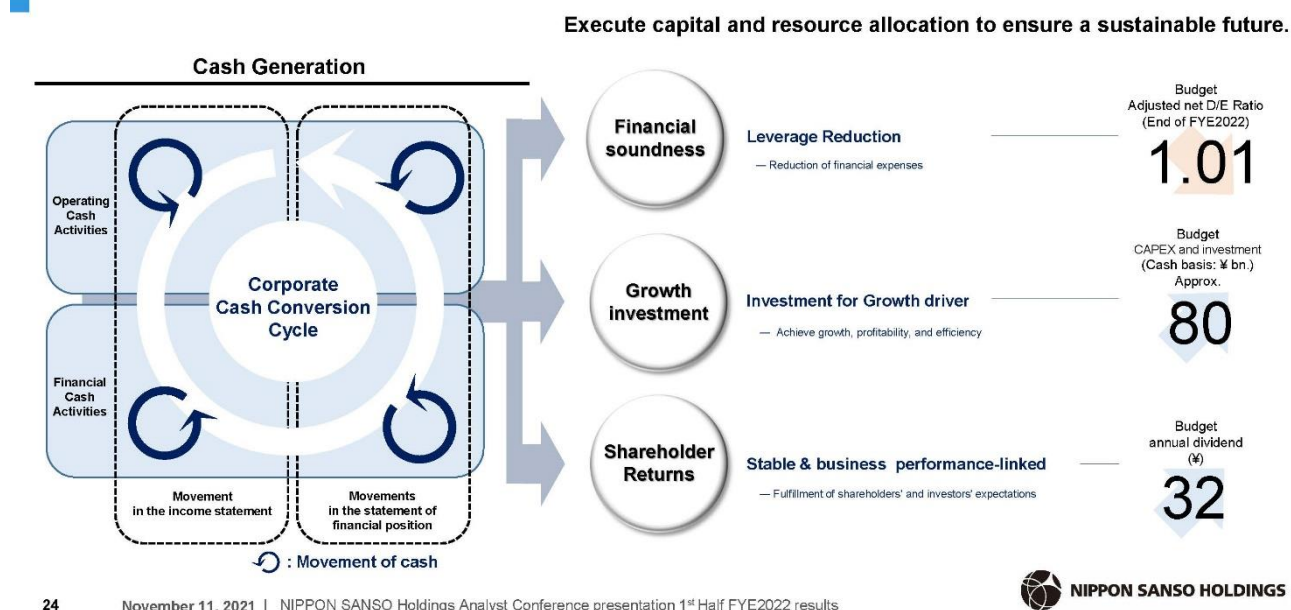 Execute capital and resource allocation to ensure a sustainable future.
Cash Generation
Operating
Cash
Activities
Financial
Cash
Activities
Corporate
Cash Conversion
Cycle
Movement
in the income statement
Movements
in the statement of
financial position
: Movement of cash
Financial
soundness
Leverage Reduction
— Reduction of financial expenses
Budget
Adjusted net D/E Ratio
(End of FYE2022)
1.01
Growth
investment
Investment for Growth driver
— Achieve growth, profitability, and efficiency
Budget
CAPEX and investment
(Cash basis: ¥ bn.)
Approx.
80
Shareholder
Returns
Stable & business performance-linked
— Fulfillment of shareholders' and investors' expectations
Budget
annual dividend
(¥)
32
24 November 11, 2021 | NIPPON SANSO Holdings Analyst Conference presentation 1st Half FYE2022 results
NIPPON SANSO HOLDINGS